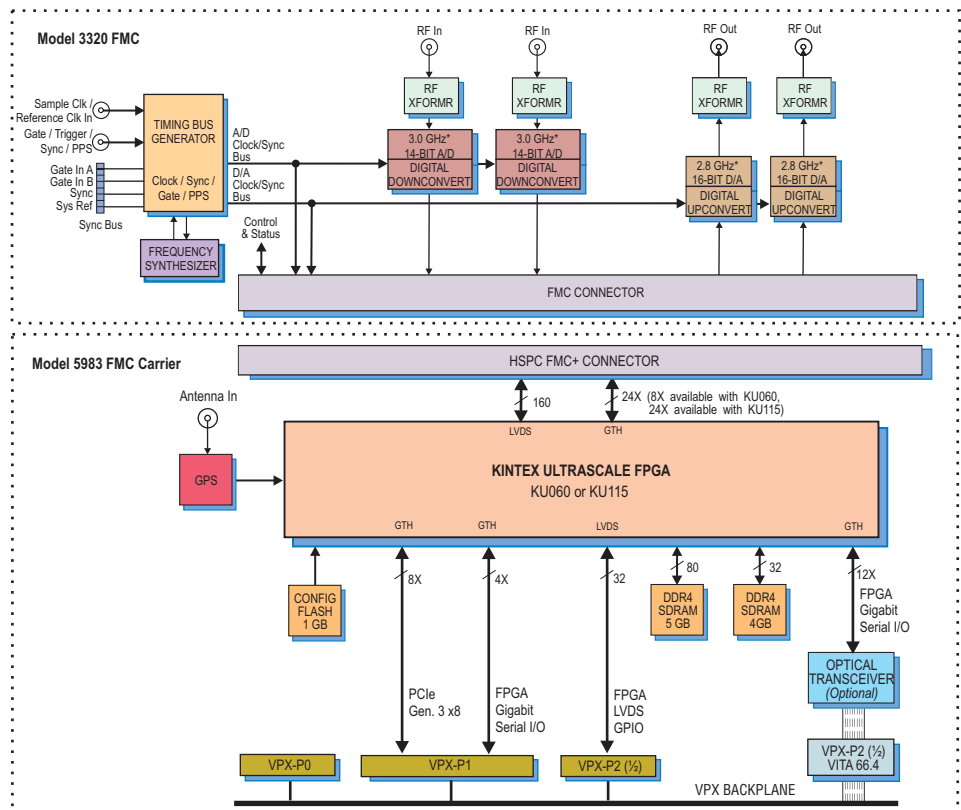 Model 3320 FMC
RF In
RF In
RF Out
RF Out
Sample Clk /
Reference Clk In
Gate / Trigger /
Sync / PPS
Gate In A
Gate In B
Sync
Sys Ref
Sync Bus
TIMING BUS
GENERATOR
Clock / Sync /
Gate / PPS
FREQUENCY
SYNTHESIZER
A/D
Clock/Sync
Bus
D/A
Clock/Sync
Bus
Control
& Status
RF
XFORMR
RF
XFORMR
RF
XFORMR
RF
XFORMR
3.0 GHz*
14-BIT A/D
DIGITAL
DOWNCONVERT
3.0 GHz*
14-BIT A/D
DIGITAL
DOWNCONVERT
2.8 GHz*
16-BIT D/A
DIGITAL
UPCONVERT
2.8 GHz*
16-BIT D/A
DIGITAL
UPCONVERT
FMC CONNECTOR
Model 5983 FMC Carrier
HSPC FMC+ CONNECTOR
160
24X (8X available with KU060,
24X available with KU115)
Antenna In
GPS
LVDS
GTH
KINTEX ULTRASCALE FPGA
KU060 or KU115
GTH
GTH
LVDS
GTH
8X
4X
32
80
32
12X
CONFIG
FLASH
1 GB
DDR4
SDRAM
5 GB
DDR4
SDRAM
4GB
FPGA
Gigabit
Serial I/O
OPTICAL
TRANSCEIVER
(Optional)
PCIe
Gen. 3 x8
FPGA
Gigabit
Serial I/O
FPGA
LVDS
GPIO
VPX-P0
VPX-P1
VPX-P2 (½)
VPX-P2 (½)
VITA 66.4
VPX BACKPLANE